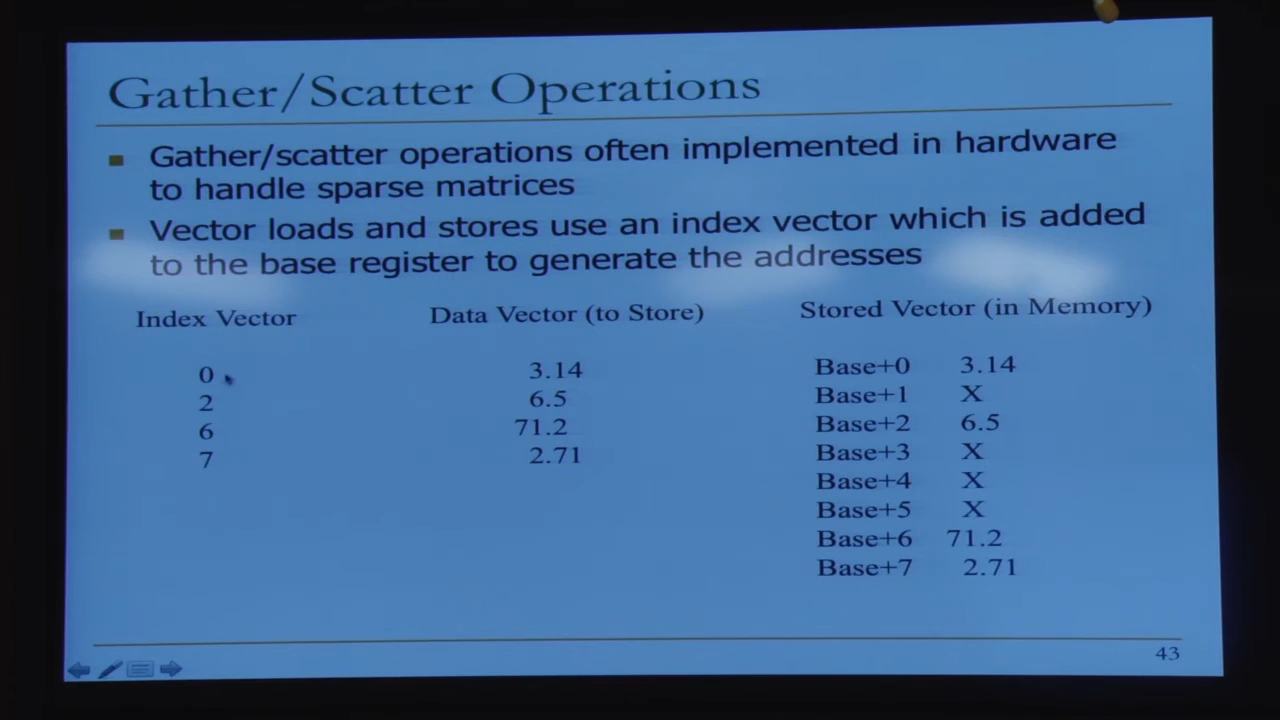 Gather/Scatter Operations
Gather/scatter operations often implemented in hardware
to handle sparse matrices
Vector loads and stores use an index vector which is added
to the base register to generate the addresses
Index Vector Data Vector (to Store) Stored Vector (in Memory)
0 3.14 Base+0 3.14
2 6.5 Base+1 X
6 71.2 Base+2 6.5
7 2.71 Base+3 X
Base+4 X
Base+5 X
Base+6 71.2
Base+7 2.71
43